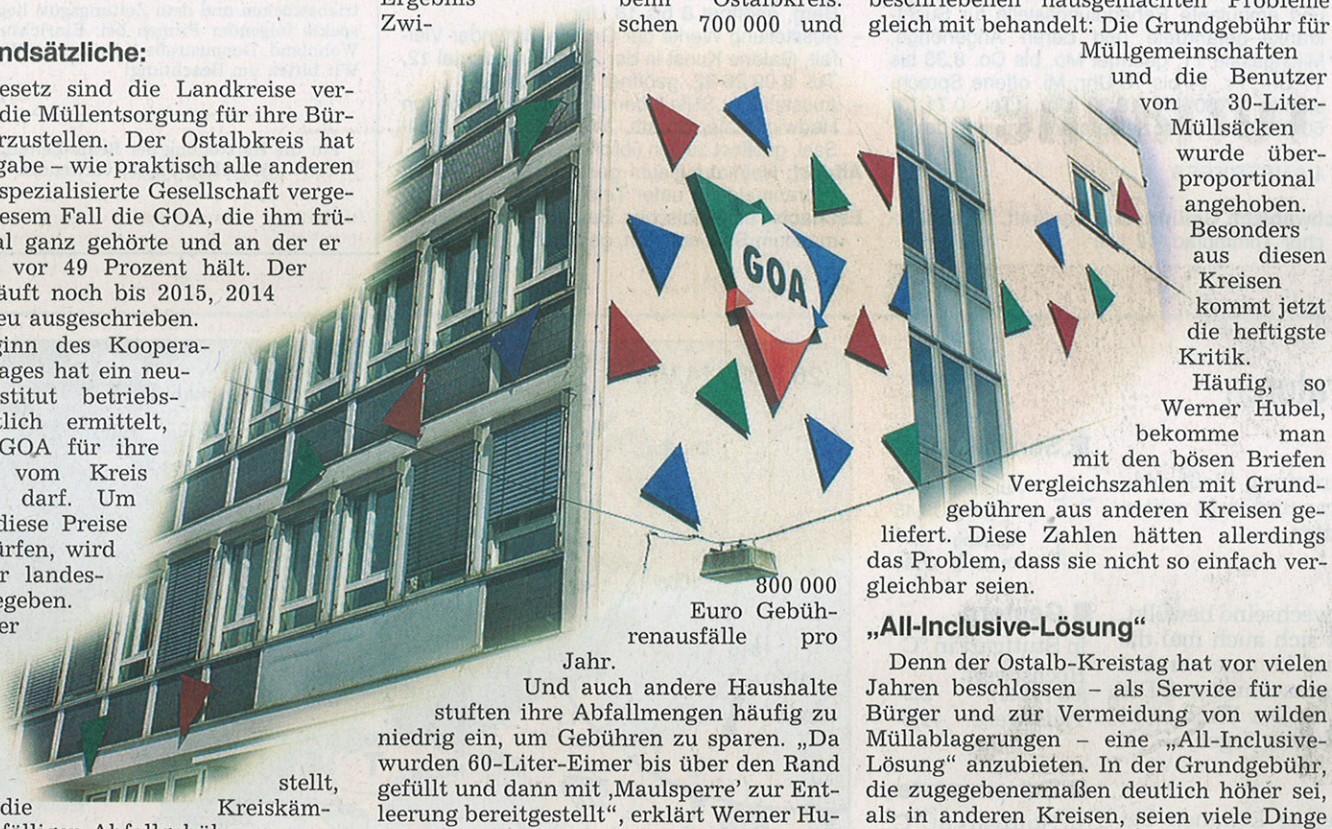 ndsätzliche:
esetz sind die Landkreise ver-
die Müllentsorgung für ihre Bür-
rzustellen. Der Ostalbkreis hat
gabe – wie praktisch alle anderen
spezialisierte Gesellschaft verge-
esem Fall die GOA, die ihm frü-
al ganz gehörte und an der er
vor 49 Prozent hält. Der
äuft noch bis 2015, 2014
eu ausgeschrieben.
ginn des Koopera-
ages hat ein neu-
stitut betriebs-
tlich ermittelt,
GOA für ihre
vom Kreis
darf. Um
diese Preise
ürfen, wird
r landes-
egeben.
er
stellt,
die Kreiskäm-
Ergebnis beim Ostalbkreis:
Zwi- schen 700 000 und
GOA
800 000
Euro Gebüh-
renausfälle pro
Jahr.
Und auch andere Haushalte
stuften ihre Abfallmengen häufig zu
niedrig ein, um Gebühren zu sparen. „Da
wurden 60-Liter-Eimer bis über den Rand
gefüllt und dann mit ‚Maulsperre’ zur Ent-
leerung bereitgestellt“, erklärt Werner Hu-
beschriebenen hausgemachten Probleme
gleich mit behandelt: Die Grundgebühr für
Müllgemeinschaften
und die Benutzer
von 30-Liter-
Müllsäcken
wurde über-
proportional
angehoben.
Besonders
aus diesen
Kreisen
kommt jetzt
die heftigste
Kritik.
Häufig, so
Werner Hubel,
bekomme man
mit den bösen Briefen
Vergleichszahlen mit Grund-
gebühren aus anderen Kreisen ge-
liefert. Diese Zahlen hätten allerdings
das Problem, dass sie nicht so einfach ver-
gleichbar seien.
„All-Inclusive-Lösung“
Denn der Ostalb-Kreistag hat vor vielen
Jahren beschlossen – als Service für die
Bürger und zur Vermeidung von wilden
Müllablagerungen – eine „All-Inclusive-
Lösung“ anzubieten. In der Grundgebühr,
die zugegebenermaßen deutlich höher sei,
als in anderen Kreisen, seien viele Dinge